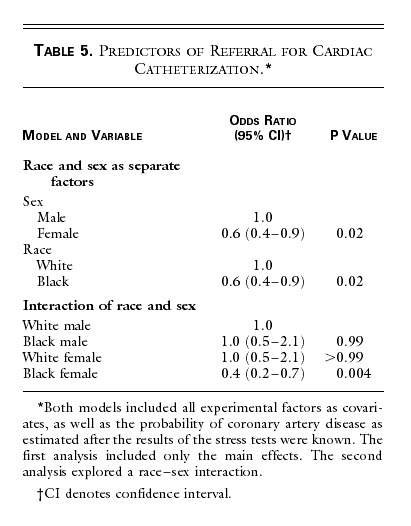 TABLE 5. PREDICTORS OF REFERRAL FOR CARDIAC
CATHETERIZATION.*
MODEL AND VARIABLE ODDS RATIO (95% CI)† P VALUE
Race and sex as separate
factors
Sex
Male 1.0
Female 0.6 (0.4–0.9) 0.02
Race
White 1.0
Black 0.6 (0.4–0.9) 0.02
Interaction of race and sex
White male 1.0
Black male 1.0 (0.5–2.1) 0.99
White female 1.0 (0.5–2.1) >0.99
Black female 0.4 (0.2–0.7) 0.004
*Both models included all experimental factors as covari-
ates, as well as the probability of coronary artery disease as
estimated after the results of the stress tests were known. The
first analysis included only the main effects. The second
analysis explored a race–sex interaction.
†CI denotes confidence interval.